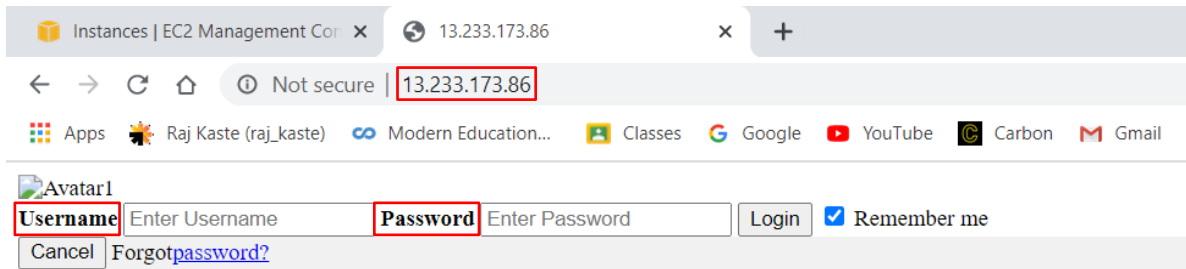 Instances | EC2 Management Con 13.233.173.86
Not secure | 13.233.173.86
Apps Raj Kaste (raj_kaste) Modern Education... Classes Google YouTube Carbon Gmail
Avatar1
Username Enter Username Password Enter Password Login Remember me
Cancel Forgotpassword?